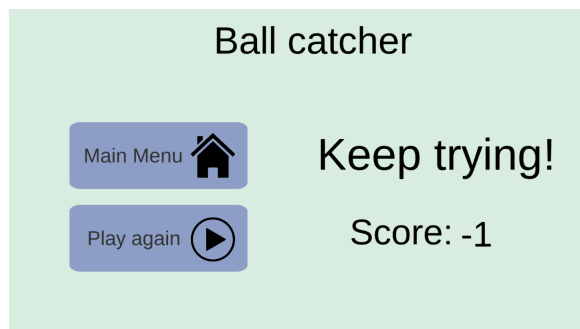 Ball catcher
Main Menu
Play again
Keep trying!
Score: -1